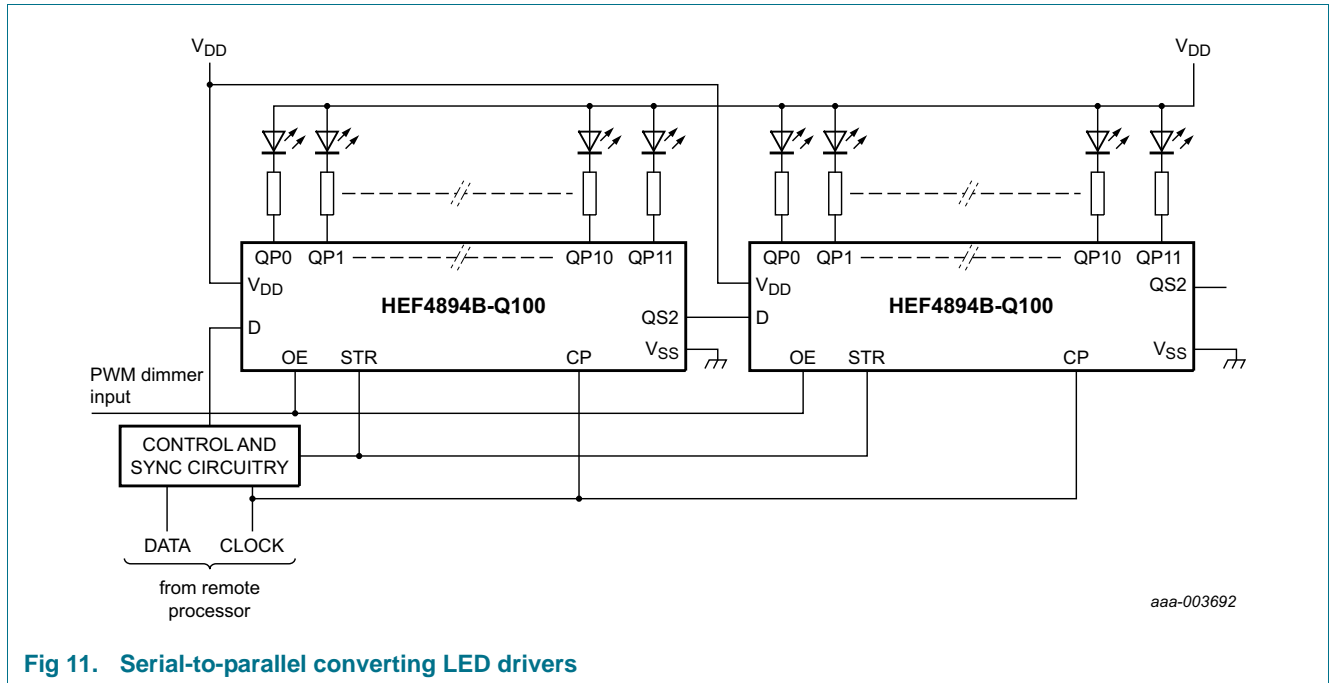 VDD
VDD
QP0 QP1 QP10 QP11
QP0 QP1 QP10 QP11
VDD
HEF4894B-Q100
QS2
D
VSS
OE STR CP
VDD
HEF4894B-Q100
QS2
D
VSS
OE STR CP
PWM dimmer
input
CONTROL AND
SYNC CIRCUITRY
DATA CLOCK
from remote
processor
aaa-003692
Fig 11. Serial-to-parallel converting LED drivers